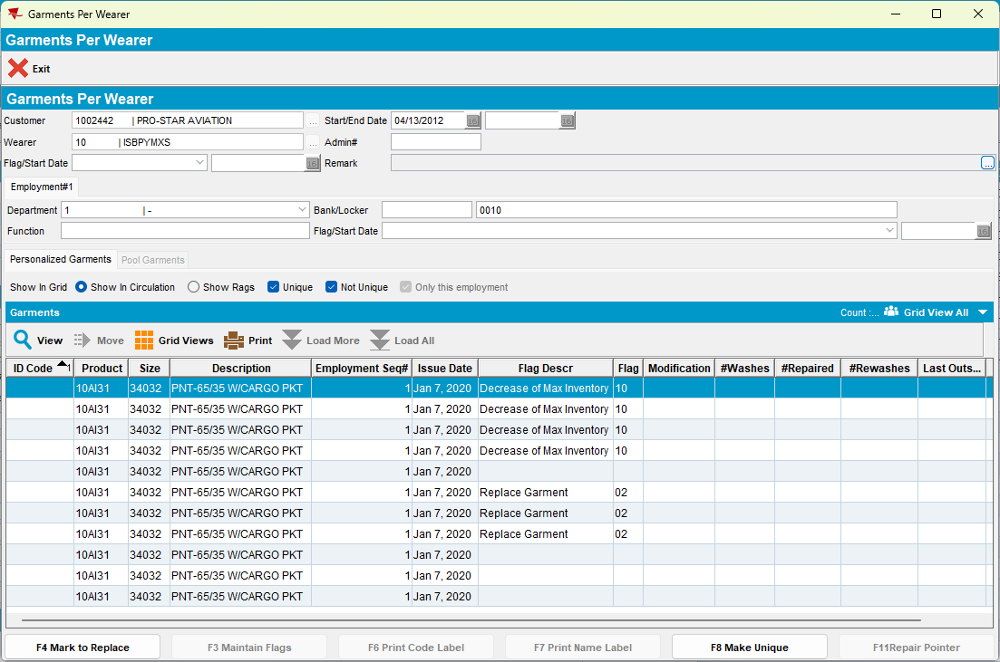 Garments Per Wearer
Garments Per Wearer
Exit
Garments Per Wearer
Customer 1002442 | PRO-STAR AVIATION ... Start/End Date 04/13/2012 16 16
Wearer 10 | ISBPYMXS ... Admin#
Flag/Start Date 16 Remark ...
Employment#1
Department 1 | - Bank/Locker 0010
Function Flag/Start Date 16
Personalized Garments Pool Garments
Show In Grid Show In Circulation Show Rags Unique Not Unique Only this employment
Garments Count :... Grid View All
View Move Grid Views Print Load More Load All
ID Code 1 Product Size Description Employment Seq# Issue Date Flag Descr Flag Modification #Washes #Repaired #Rewashes Last Outs...
10AI31 34032 PNT-65/35 W/CARGO PKT 1 Jan 7, 2020 Decrease of Max Inventory 10
10AI31 34032 PNT-65/35 W/CARGO PKT 1 Jan 7, 2020 Decrease of Max Inventory 10
10AI31 34032 PNT-65/35 W/CARGO PKT 1 Jan 7, 2020 Decrease of Max Inventory 10
10AI31 34032 PNT-65/35 W/CARGO PKT 1 Jan 7, 2020 Decrease of Max Inventory 10
10AI31 34032 PNT-65/35 W/CARGO PKT 1 Jan 7, 2020
10AI31 34032 PNT-65/35 W/CARGO PKT 1 Jan 7, 2020 Replace Garment 02
10AI31 34032 PNT-65/35 W/CARGO PKT 1 Jan 7, 2020 Replace Garment 02
10AI31 34032 PNT-65/35 W/CARGO PKT 1 Jan 7, 2020 Replace Garment 02
10AI31 34032 PNT-65/35 W/CARGO PKT 1 Jan 7, 2020
10AI31 34032 PNT-65/35 W/CARGO PKT 1 Jan 7, 2020
10AI31 34032 PNT-65/35 W/CARGO PKT 1 Jan 7, 2020
F4 Mark to Replace F3 Maintain Flags F6 Print Code Label F7 Print Name Label F8 Make Unique F11Repair Pointer